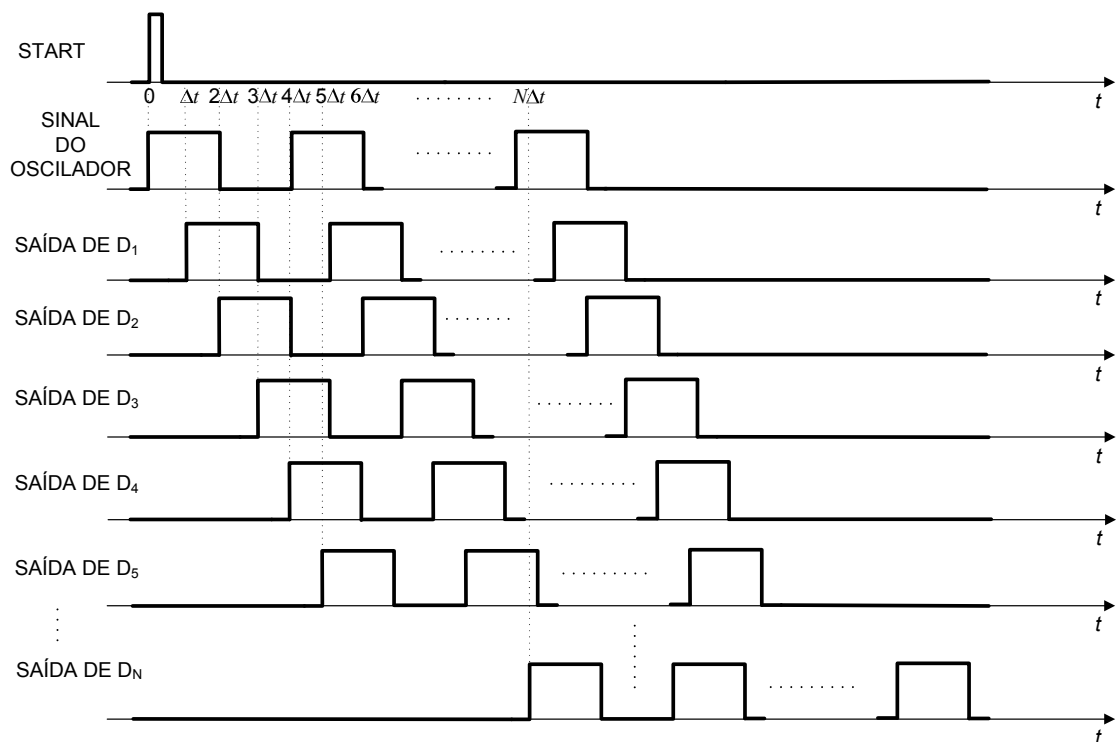 START
0 Δt 2Δt 3Δt 4Δt 5Δt 6Δt ........ NΔt
t
SINAL
DO
OSCILADOR
........
t
SAÍDA DE D₁
........
t
SAÍDA DE D₂
........
t
SAÍDA DE D₃
........
t
SAÍDA DE D₄
........
t
SAÍDA DE D₅
........
t
SAÍDA DE Dₙ
........
t